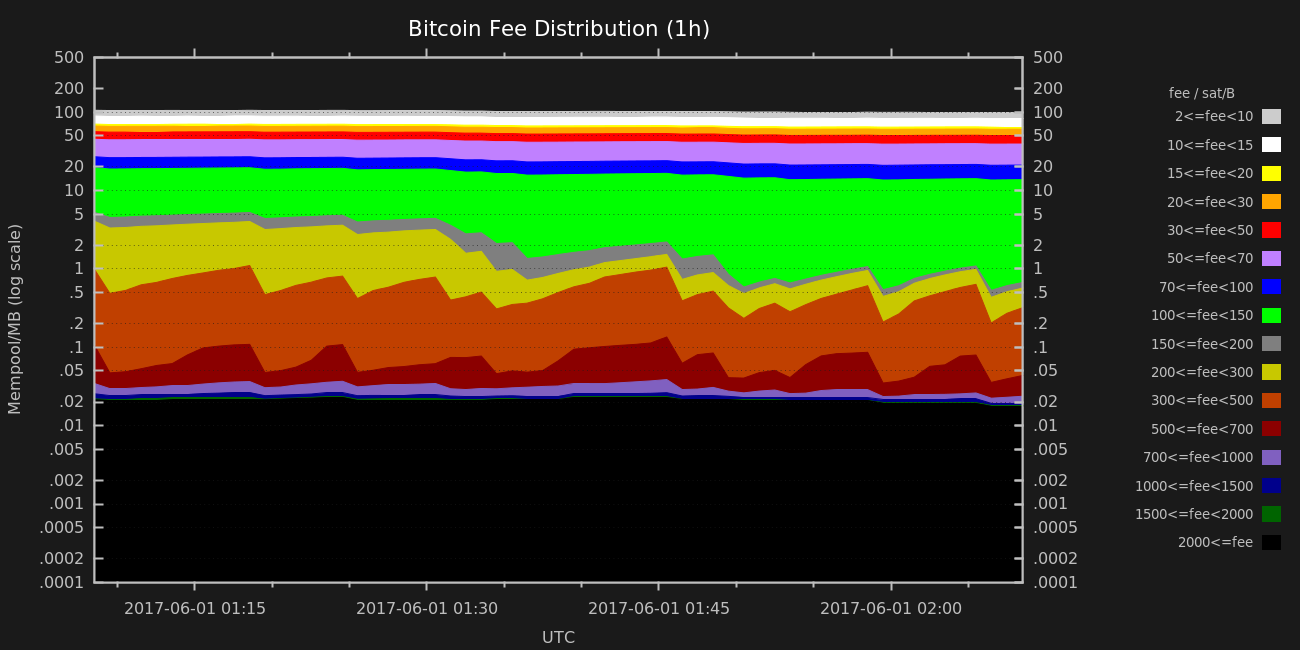 Bitcoin Fee Distribution (1h)
500
200
100
50
20
10
5
2
1
.5
.2
.1
.05
.02
.01
.005
.002
.001
.0005
.0002
.0001
Mempool/MB (log scale)
500
200
100
50
20
10
5
2
1
.5
.2
.1
.05
.02
.01
.005
.002
.001
.0005
.0002
.0001
2017-06-01 01:15
2017-06-01 01:30
2017-06-01 01:45
2017-06-01 02:00
UTC
fee / sat/B
2<=fee<10
10<=fee<15
15<=fee<20
20<=fee<30
30<=fee<50
50<=fee<70
70<=fee<100
100<=fee<150
150<=fee<200
200<=fee<300
300<=fee<500
500<=fee<700
700<=fee<1000
1000<=fee<1500
1500<=fee<2000
2000<=fee